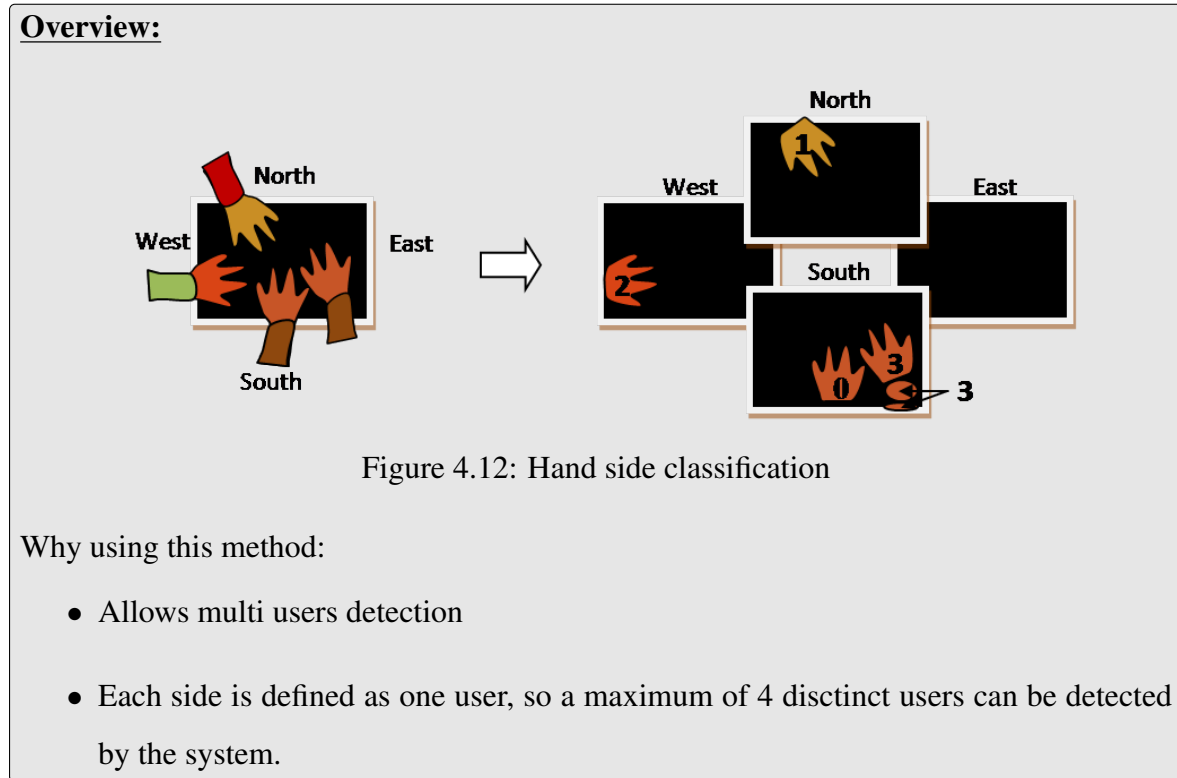 Overview:
North
West
East
South
North
1
West
East
2
South
0
3
3
Figure 4.12: Hand side classification
Why using this method:
• Allows multi users detection
• Each side is defined as one user, so a maximum of 4 disctinct users can be detected
by the system.